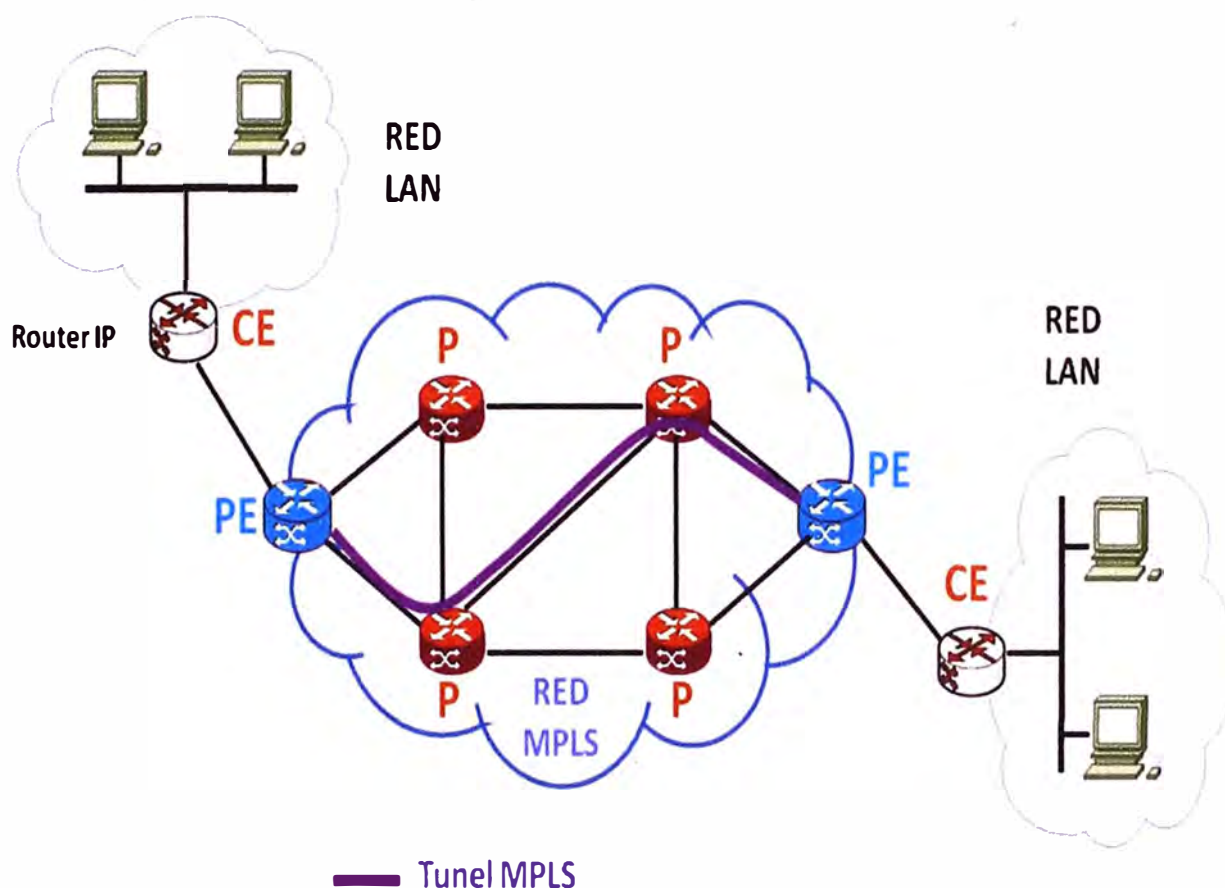 RED
LAN
Router IP
CE
P
P
RED
LAN
PE
PE
CE
P
RED
MPLS
P
Tunel MPLS